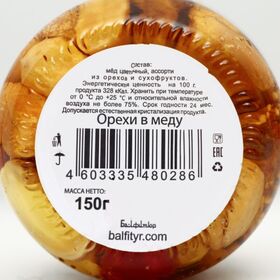 Состав:
мёд цветочный, ассорти
из орехов и сухофруктов.
Энергетическая ценность на 100 г.
продукта 328 кКал. Хранить при температуре
от 0 °С до +25 °С и относительной влажности
воздуха не более 75%. Срок годности 24 мес.
Допускается естественная кристализация продукта.
Орехи в меду
4 603335 480286
МАССА НЕТТО:
150г
Балфитыр
balfityr.com